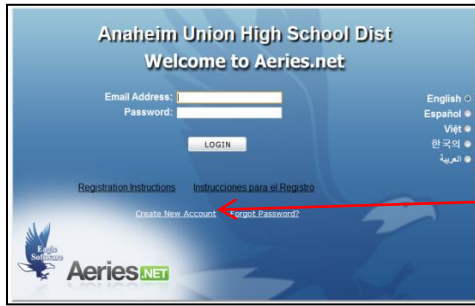 Anaheim Union High School Dist
Welcome to Aeries.net
Email Address:
Password:
LOGIN
English
Español
Việt
한국의
العربية
Registration Instructions Instrucciones para el Registro
Create New Account Forgot Password?
Eagle
Software
Aeries.NET